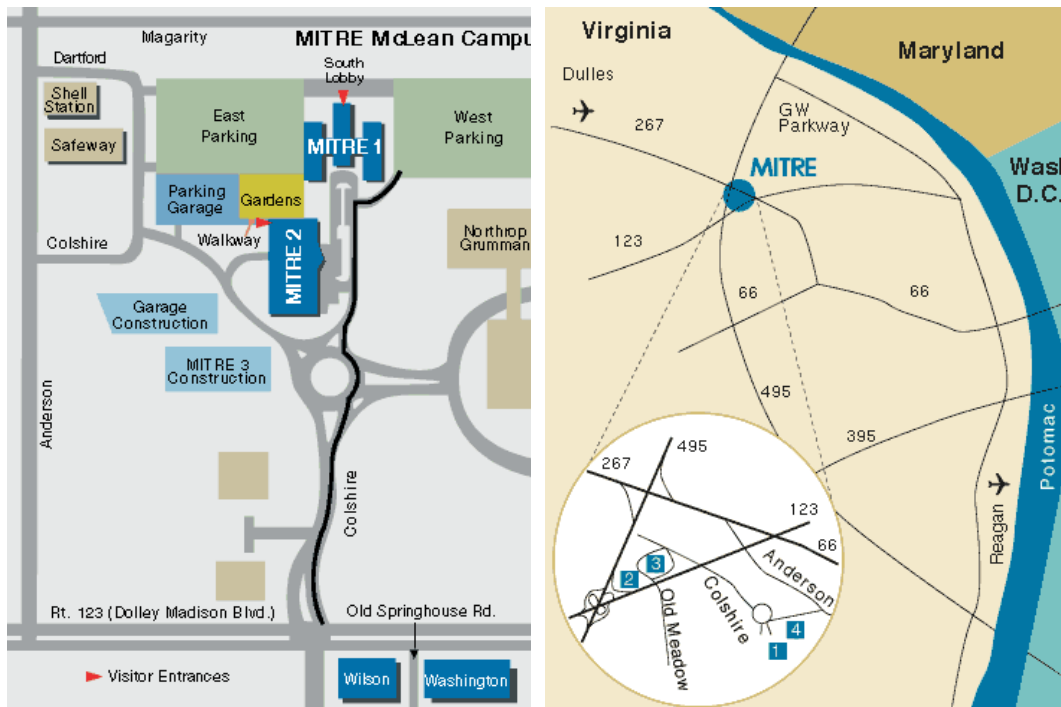 Magarity
MITRE McLean Campu
Dartford
South
Lobby
Shell
Station
East
Parking
West
Parking
Safeway
MITRE 1
Parking
Garage
Gardens
Colshire
Walkway
MITRE 2
Northrop
Grumman
Garage
Construction
MITRE 3
Construction
Anderson
Colshire
Rt. 123 (Dolley Madison Blvd.)
Old Springhouse Rd.
Visitor Entrances
Wilson
Washington
Virginia
Maryland
Dulles
GW
Parkway
267
MITRE
Wash
D.C.
123
66
66
495
395
Potomac
Reagan
495
267
123
66
Anderson
3
2
Colshire
Old Meadow
4
1